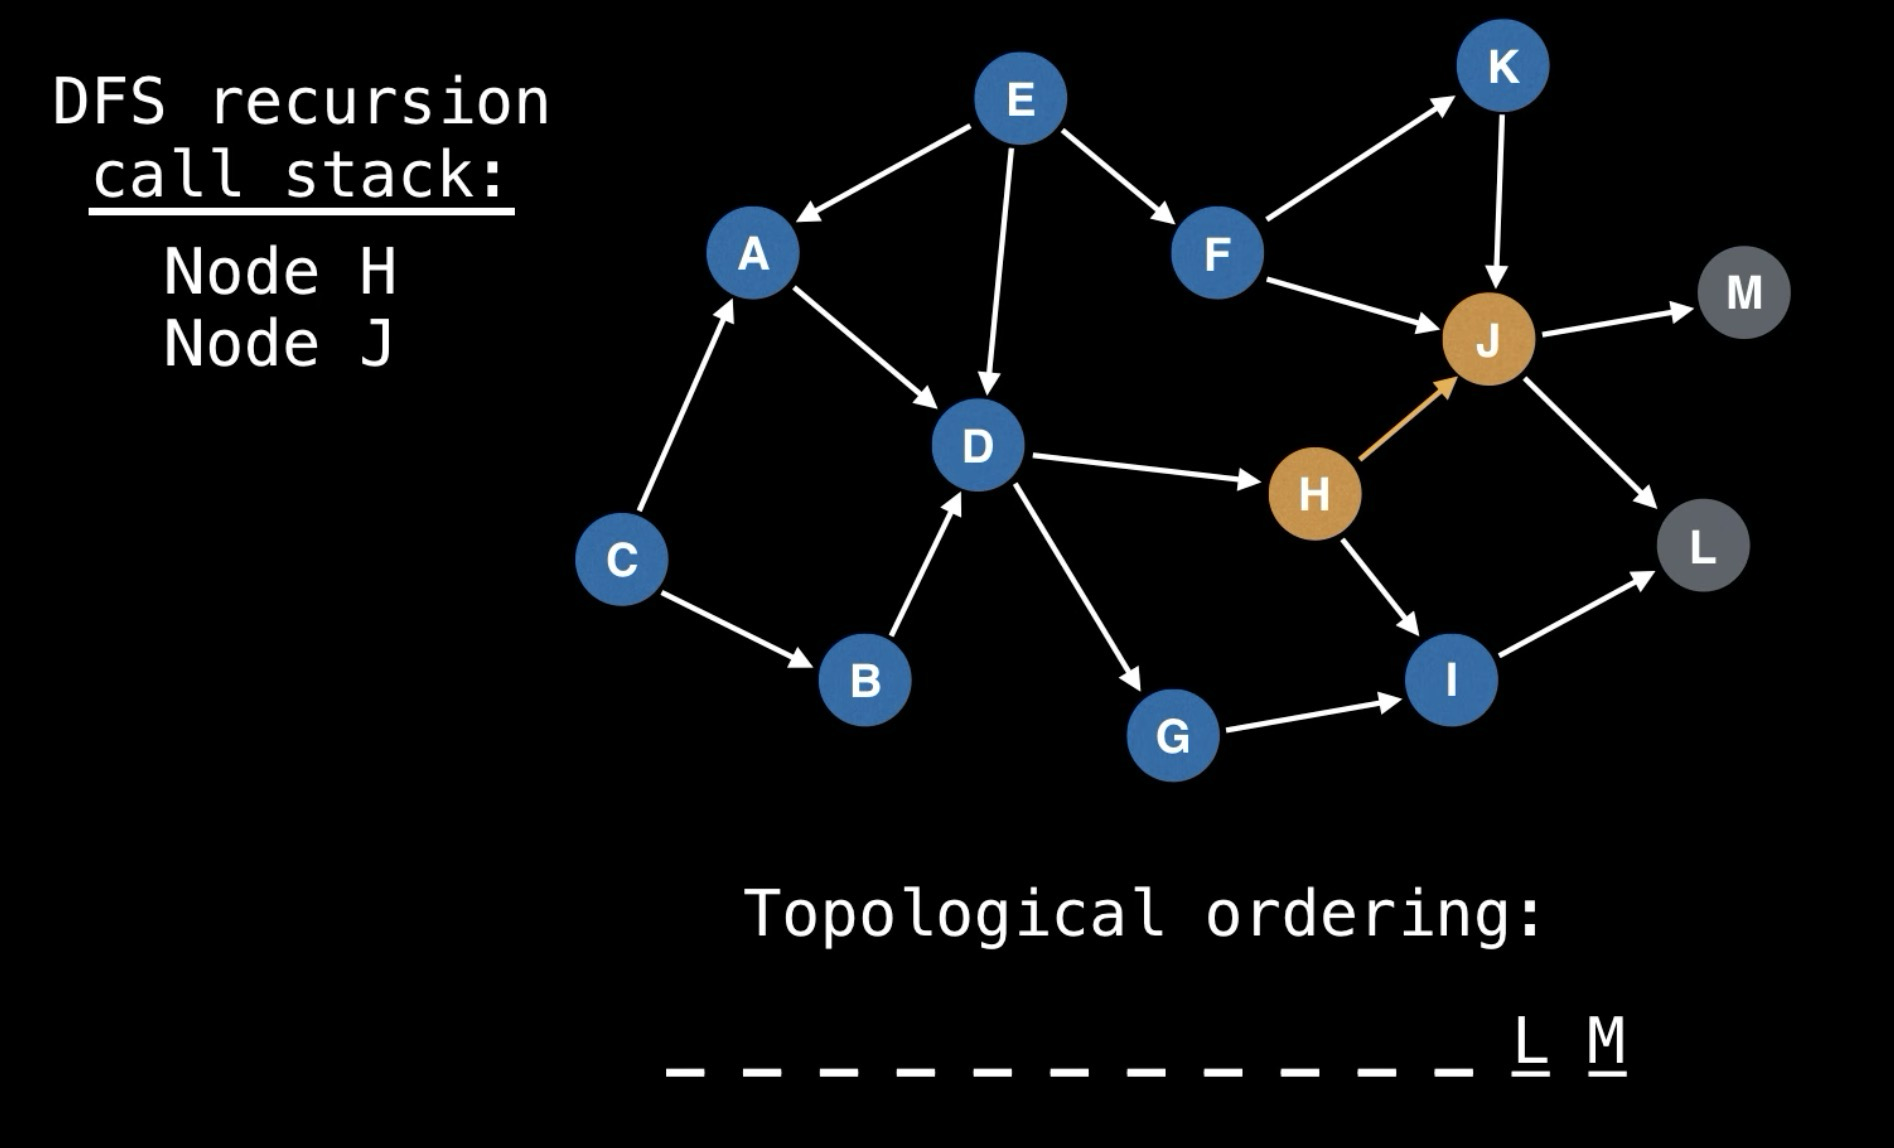 DFS recursion
call stack:
Node H
Node J
E
K
A
F
M
J
D
H
C
L
B
I
G
Topological ordering:
_ _ _ _ _ _ _ _ _ _ _ L M